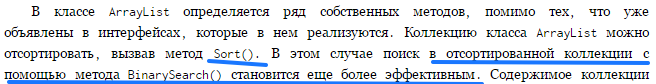 В классе ArrayList определяется ряд собственных методов, помимо тех, что уже
объявлены в интерфейсах, которые в нем реализуются. Коллекцию класса ArrayList можно
отсортировать, вызвав метод Sort(). В этом случае поиск в отсортированной коллекции с
помощью метода BinarySearch() становится еще более эффективным. Содержимое коллекции